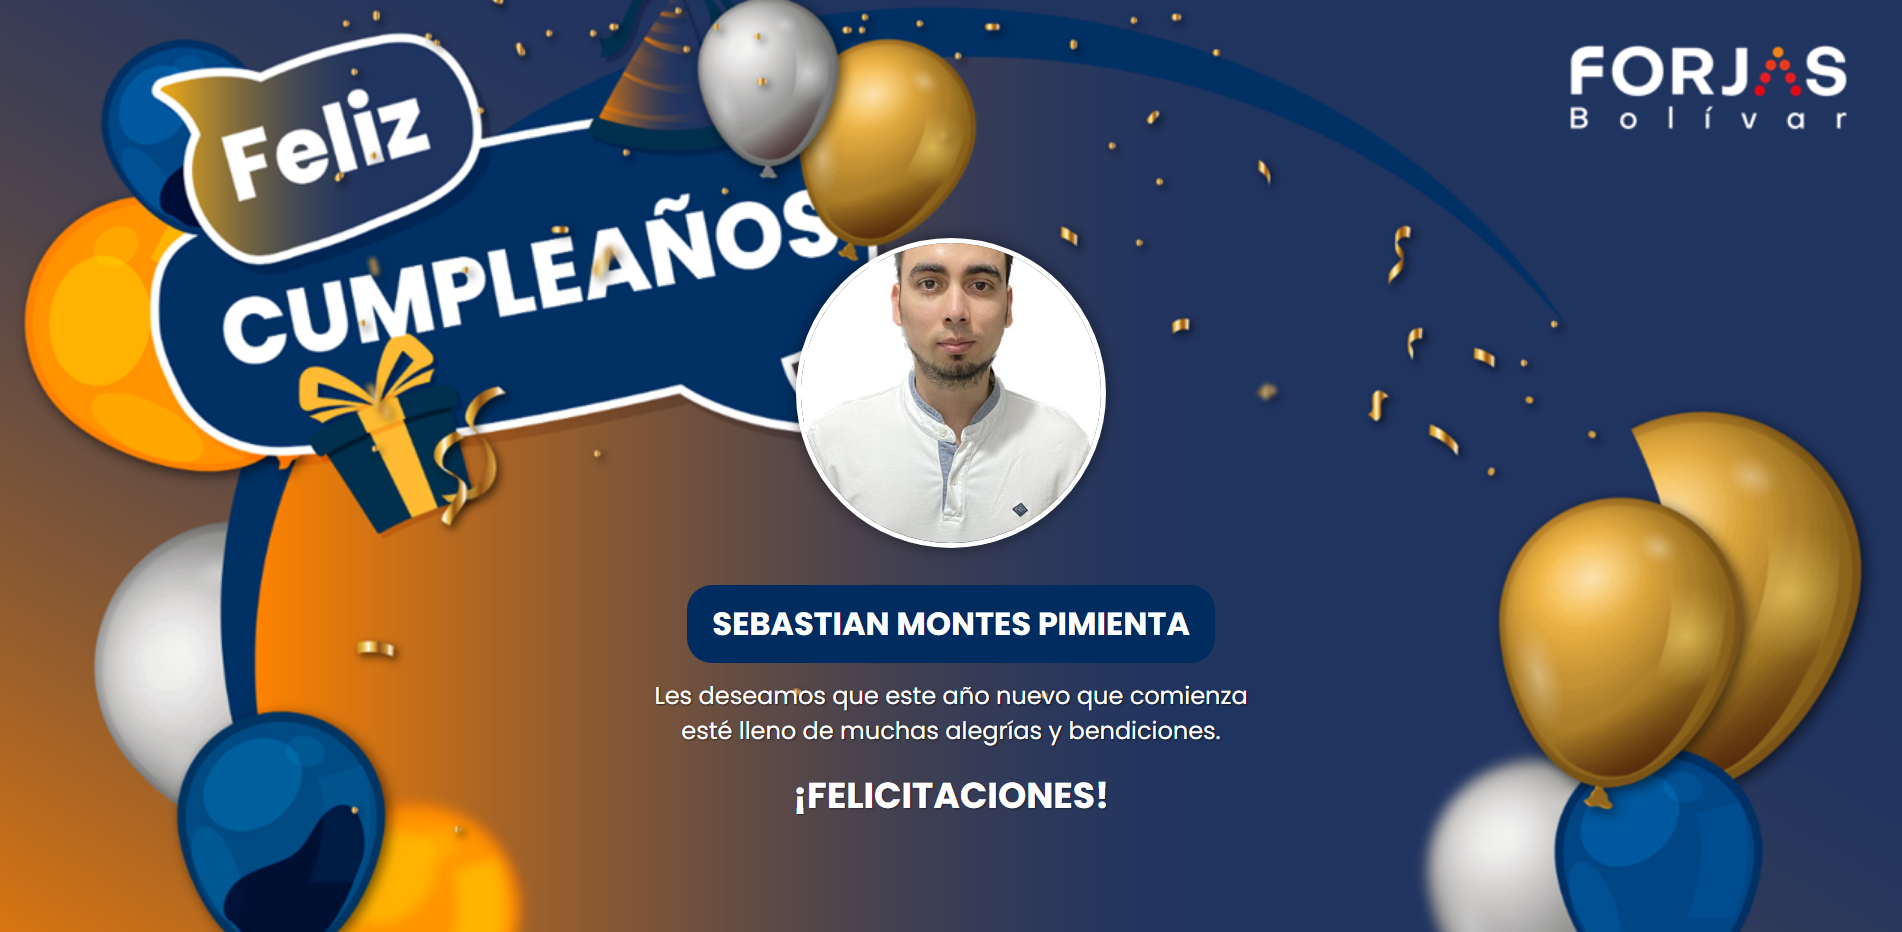 Feliz
CUMPLEAÑOS
FORJAS
Bolívar
SEBASTIAN MONTES PIMIENTA
Les deseamos que este año nuevo que comienza
esté lleno de muchas alegrías y bendiciones.
¡FELICITACIONES!